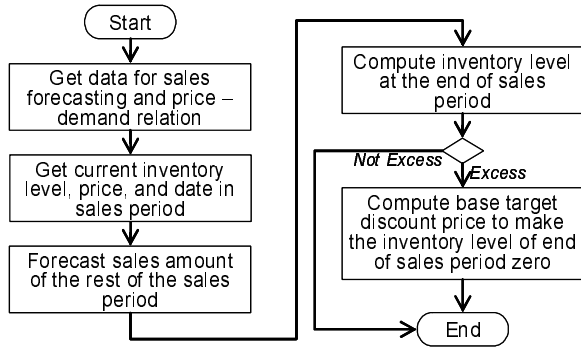 Start
Get data for sales
forecasting and price –
demand relation
Get current inventory
level, price, and date in
sales period
Forecast sales amount
of the rest of the sales
period
Compute inventory level
at the end of sales
period
Not Excess
Excess
Compute base target
discount price to make
the inventory level of end
of sales period zero
End